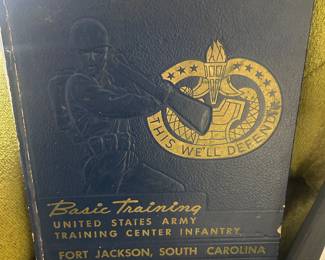 THIS WE'LL DEFEND
Basic Training
UNITED STATES ARMY
TRAINING CENTER INFANTRY
FORT JACKSON, SOUTH CAROLINA